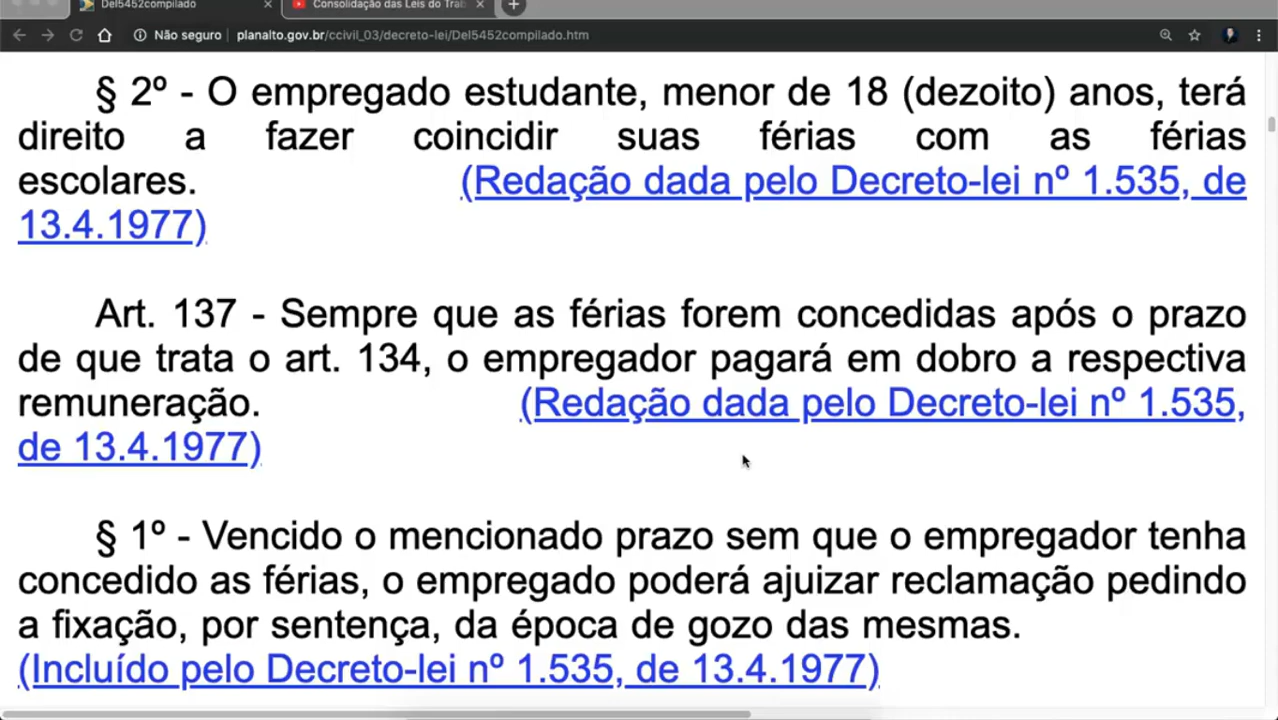 Del5452compilado
Consolidação das Leis do Trab
Não seguro
planalto.gov.br/ccivil_03/decreto-lei/Del5452compilado.htm
§ 2º - O empregado estudante, menor de 18 (dezoito) anos, terá
direito a fazer coincidir suas férias com as férias
escolares. (Redação dada pelo Decreto-lei nº 1.535, de
13.4.1977)
Art. 137 - Sempre que as férias forem concedidas após o prazo
de que trata o art. 134, o empregador pagará em dobro a respectiva
remuneração. (Redação dada pelo Decreto-lei nº 1.535,
de 13.4.1977)
§ 1º - Vencido o mencionado prazo sem que o empregador tenha
concedido as férias, o empregado poderá ajuizar reclamação pedindo
a fixação, por sentença, da época de gozo das mesmas.
(Incluído pelo Decreto-lei nº 1.535, de 13.4.1977)